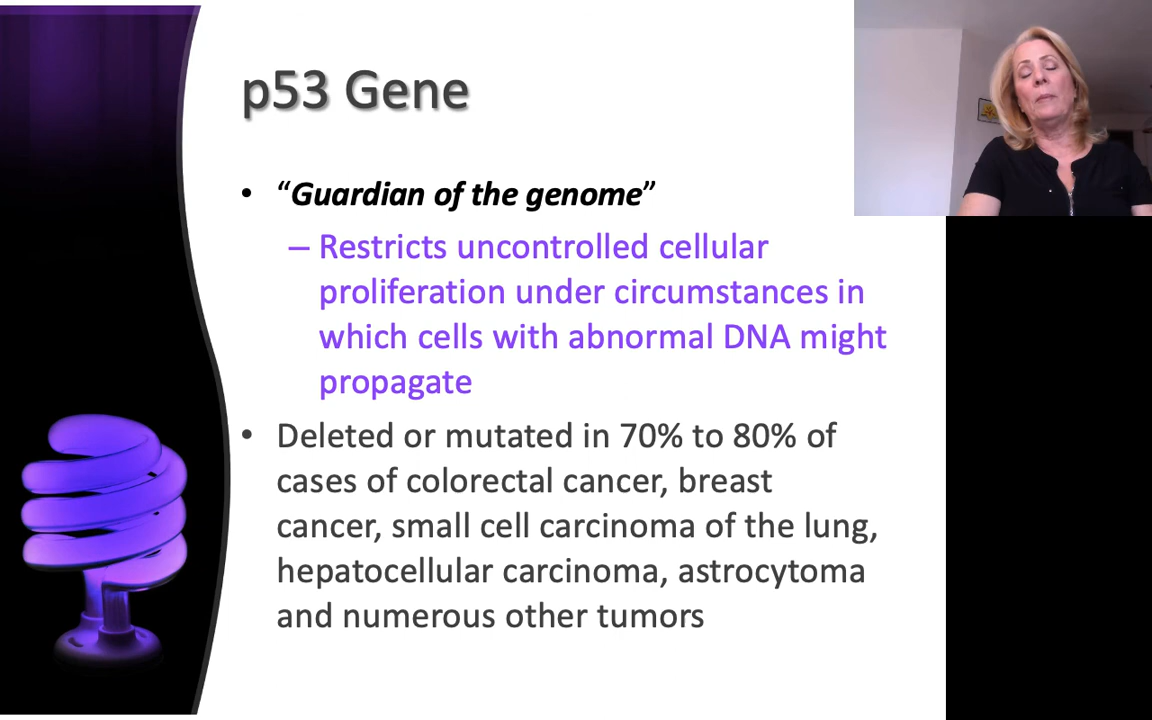 p53 Gene
• “Guardian of the genome”
– Restricts uncontrolled cellular
proliferation under circumstances in
which cells with abnormal DNA might
propagate
• Deleted or mutated in 70% to 80% of
cases of colorectal cancer, breast
cancer, small cell carcinoma of the lung,
hepatocellular carcinoma, astrocytoma
and numerous other tumors